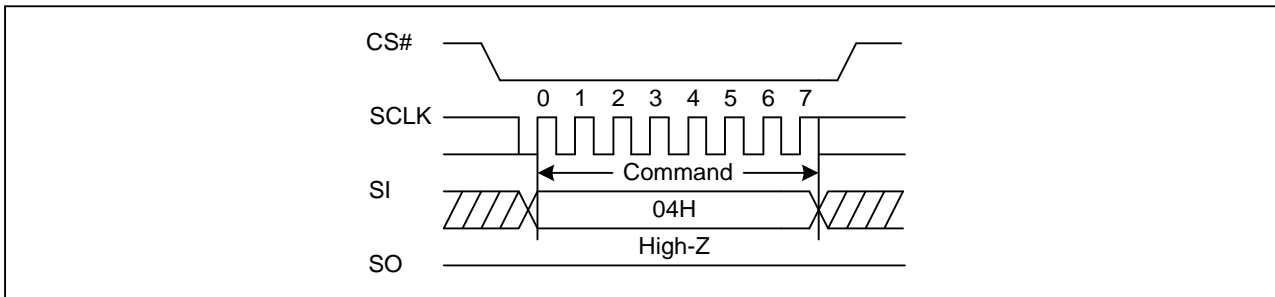 CS#
0 1 2 3 4 5 6 7
SCLK
Command
SI
04H
High-Z
SO